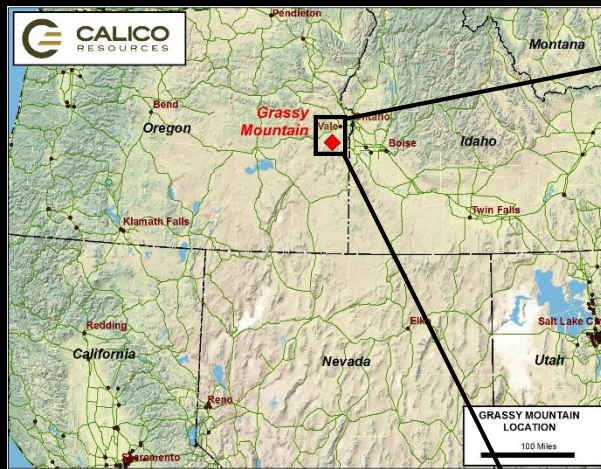 CALICO
RESOURCES
Pendleton
Montana
Bend
Oregon
Grassy
Mountain
Vale
Ontario
Boise
Idaho
Klamath Falls
Twin Falls
Redding
California
Elko
Nevada
Salt Lake C
Utah
Reno
Sacramento
GRASSY MOUNTAIN
LOCATION
100 Miles